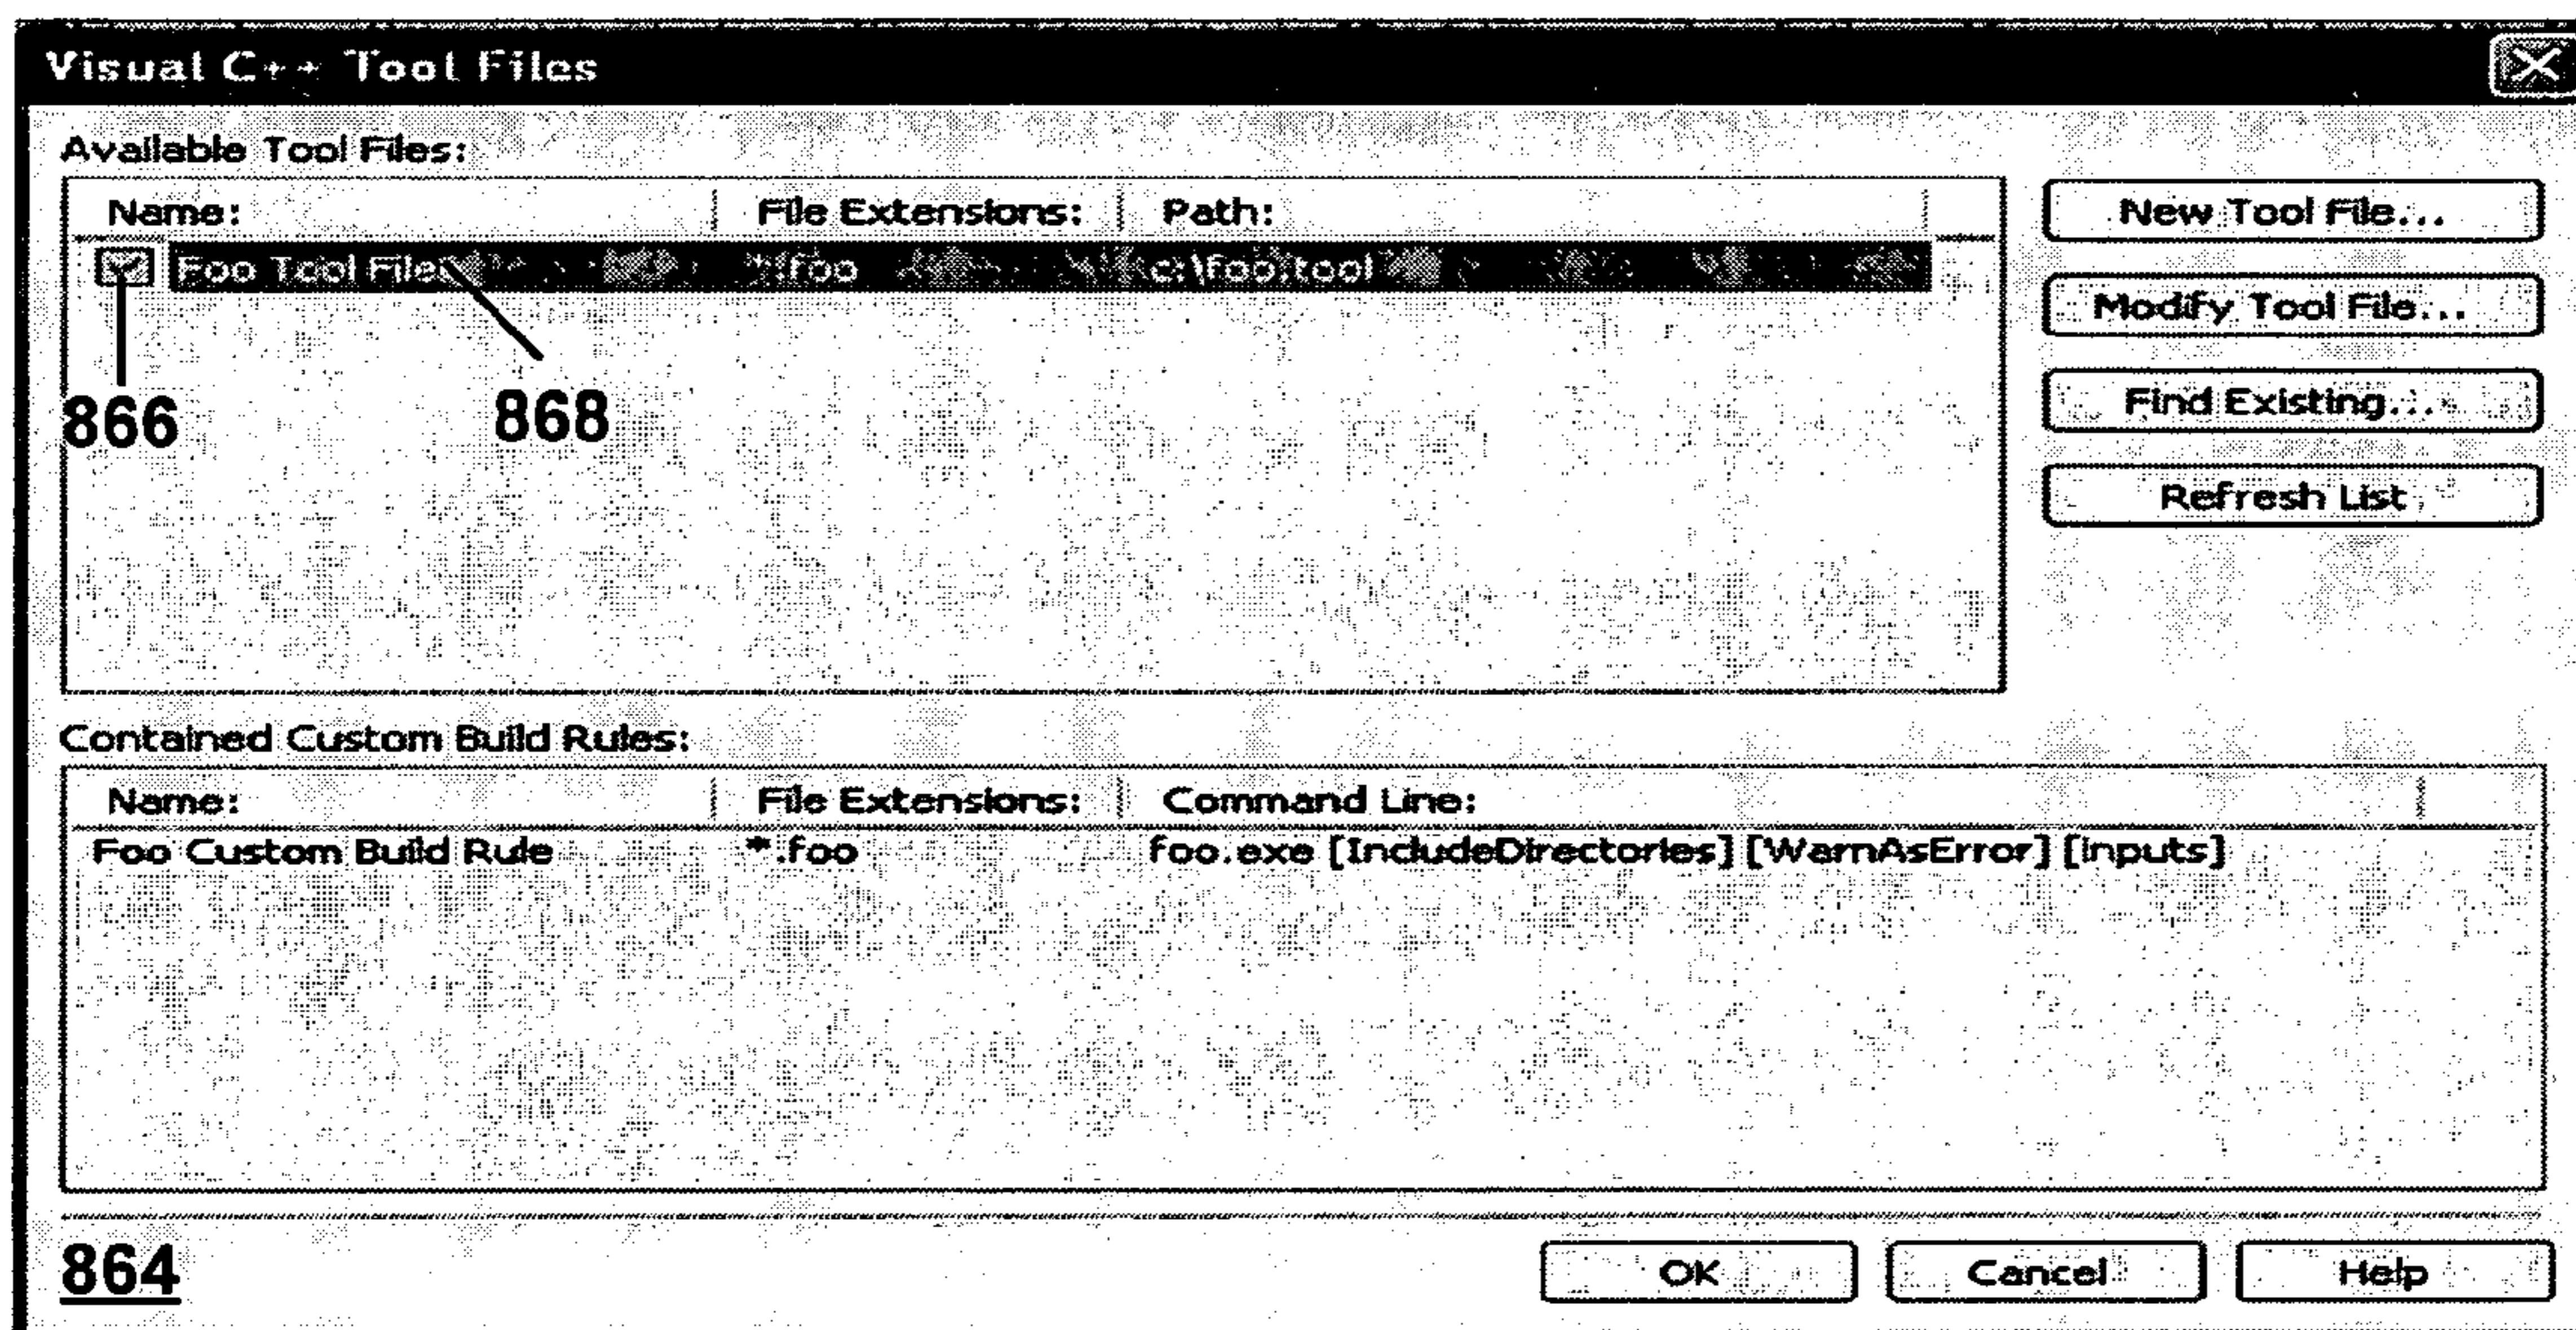 Visual C++ Tool Files
Available Tool Files:
Name: File Extensions: Path:
Foo Tool File *.foo c:\foo.tool
866 868
New Tool File...
Modify Tool File...
Find Existing...
Refresh List
Contained Custom Build Rules:
Name: File Extensions: Command Line:
Foo Custom Build Rule *.foo foo.exe [IncludeDirectories] [WarnAsError] [inputs]
864
OK Cancel Help